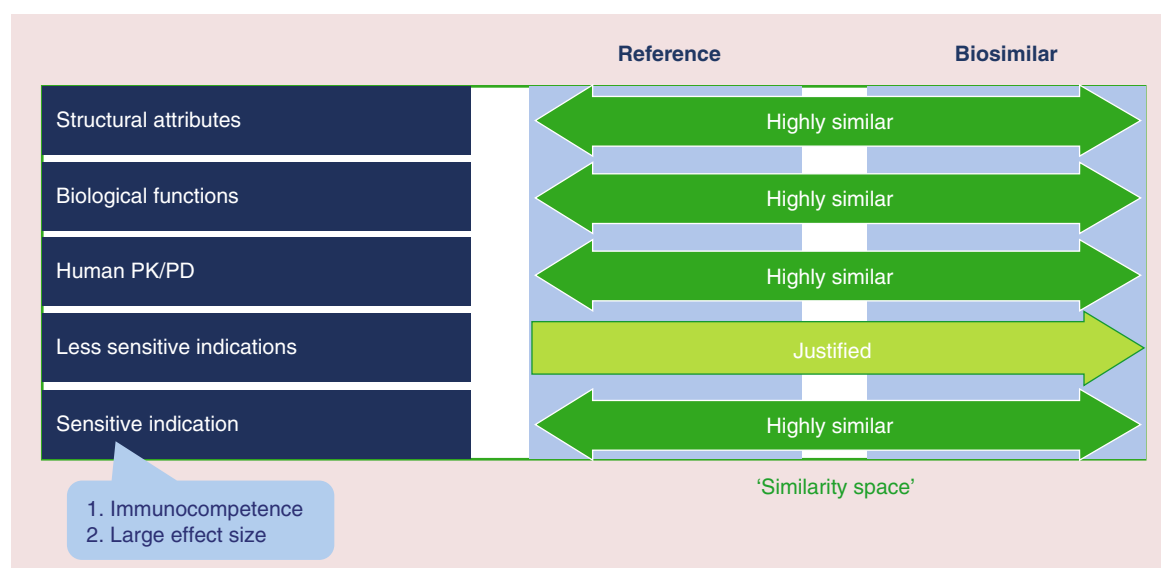 Reference
Biosimilar
Structural attributes
Highly similar
Biological functions
Highly similar
Human PK/PD
Highly similar
Less sensitive indications
Justified
Sensitive indication
Highly similar
‘Similarity space’
1. Immunocompetence
2. Large effect size